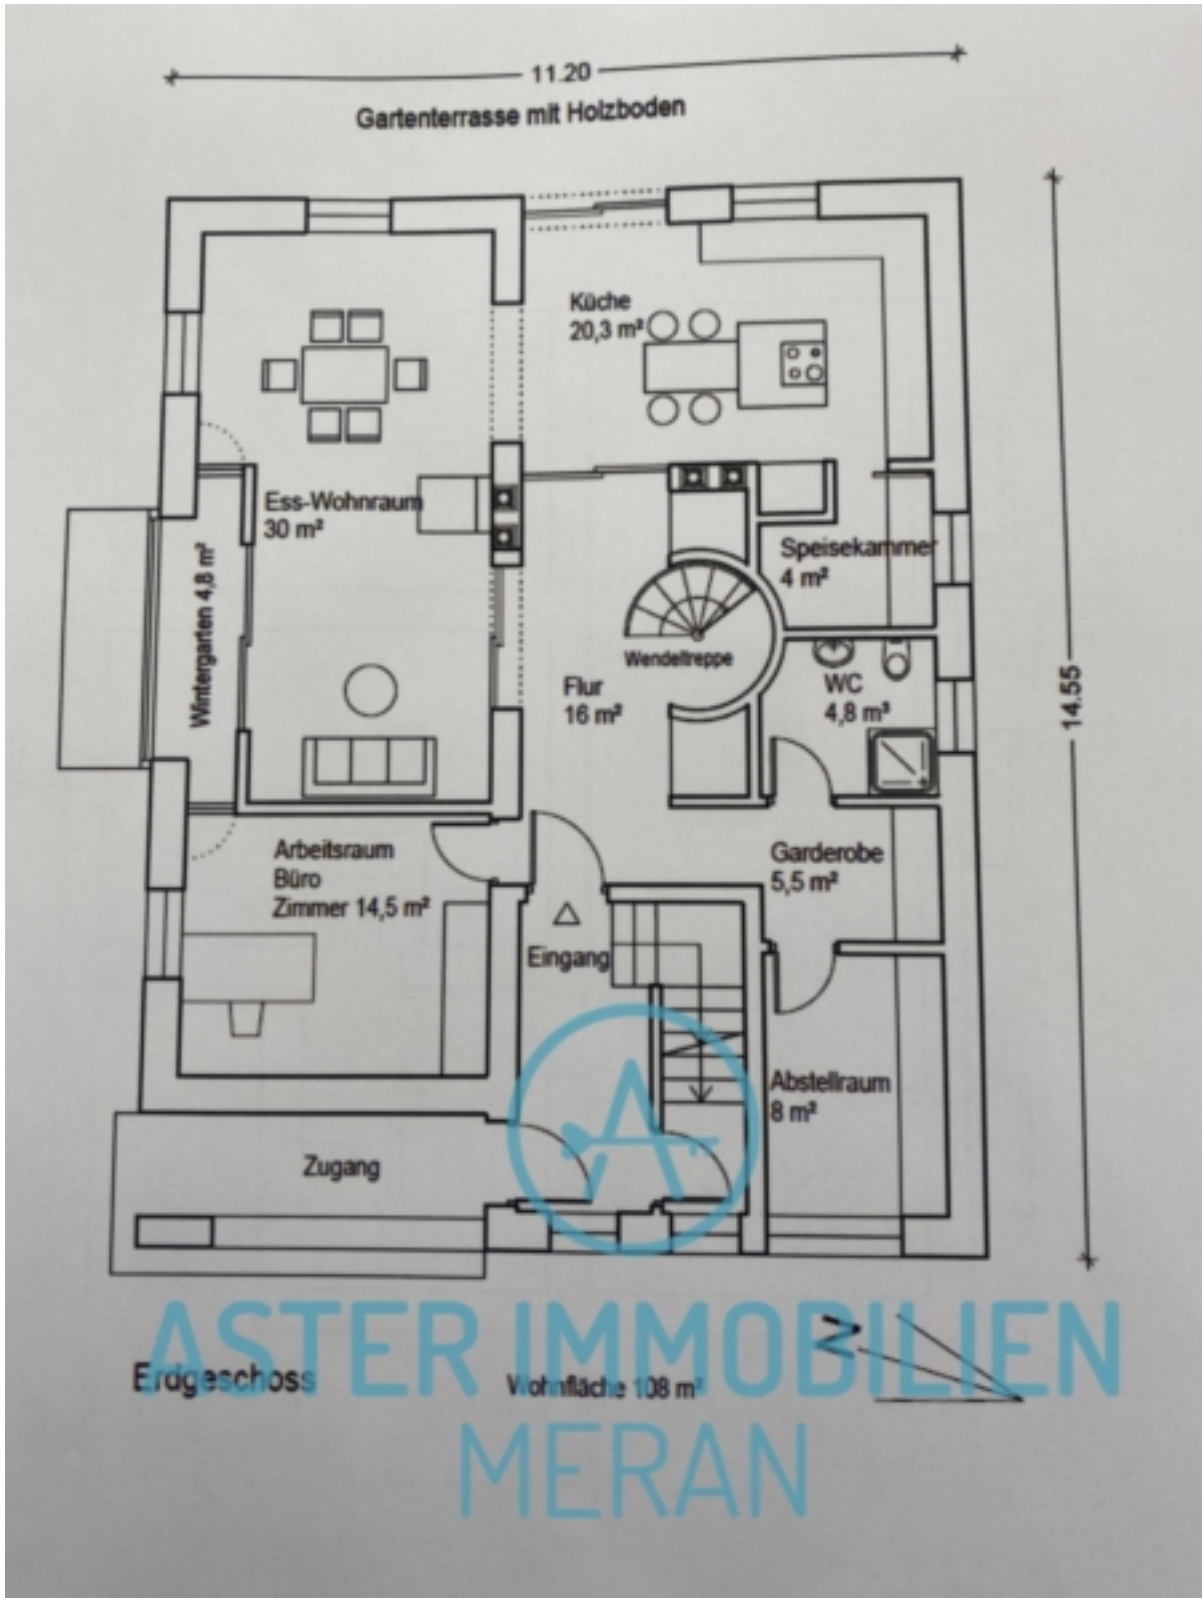 11.20
Gartenterrasse mit Holzboden
Küche
20,3 m²
Ess-Wohnraum
30 m²
Wintergarten 4,8 m²
Speisekammer
4 m²
Wendeltreppe
Flur
16 m²
WC
4,8 m³
14.55
Arbeitsraum
Büro
Zimmer 14,5 m²
Garderobe
5,5 m²
Eingang
Abstellraum
8 m²
Zugang
N
ASTER IMMOBILIEN
MERAN
Erdgeschoss
Wohnfläche 108 m²